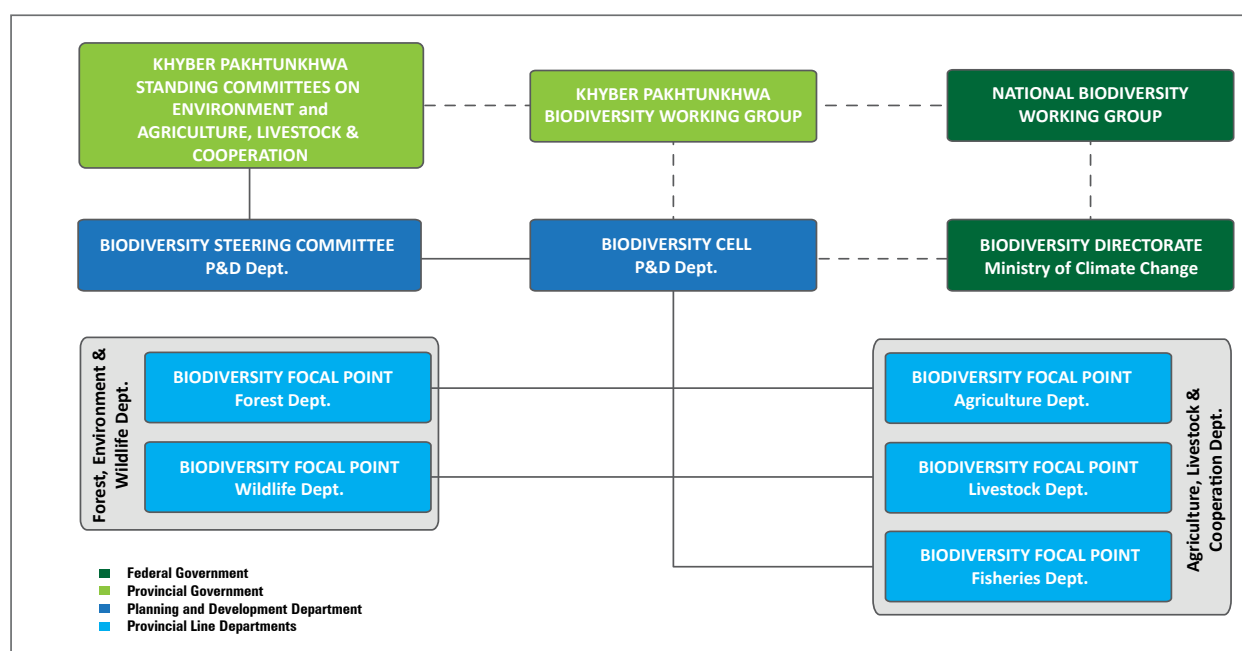 KHYBER PAKHTUNKHWA
STANDING COMMITTEES ON
ENVIRONMENT and
AGRICULTURE, LIVESTOCK &
COOPERATION
KHYBER PAKHTUNKHWA
BIODIVERSITY WORKING GROUP
NATIONAL BIODIVERSITY
WORKING GROUP
BIODIVERSITY STEERING COMMITTEE
P&D Dept.
BIODIVERSITY CELL
P&D Dept.
BIODIVERSITY DIRECTORATE
Ministry of Climate Change
Forest, Environment &
Wildlife Dept.
BIODIVERSITY FOCAL POINT
Forest Dept.
BIODIVERSITY FOCAL POINT
Wildlife Dept.
BIODIVERSITY FOCAL POINT
Agriculture Dept.
BIODIVERSITY FOCAL POINT
Livestock Dept.
BIODIVERSITY FOCAL POINT
Fisheries Dept.
Agriculture, Livestock &
Cooperation Dept.
Federal Government
Provincial Government
Planning and Development Department
Provincial Line Departments